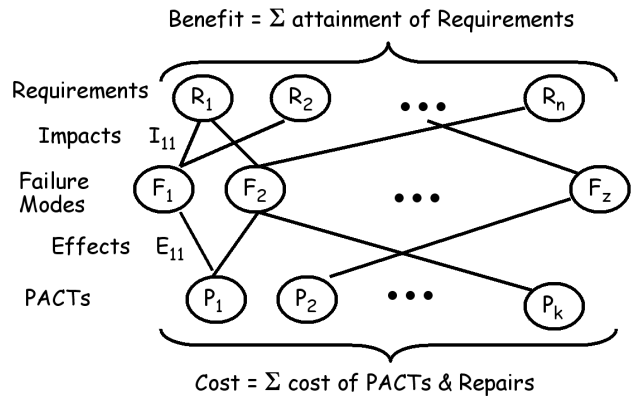 Benefit = Σ attainment of Requirements
Requirements R₁ R₂ ••• Rₙ
Impacts I₁₁
Failure
Modes F₁ F₂ ••• F_z
Effects E₁₁
PACTs P₁ P₂ ••• Pₖ
Cost = Σ cost of PACTs & Repairs